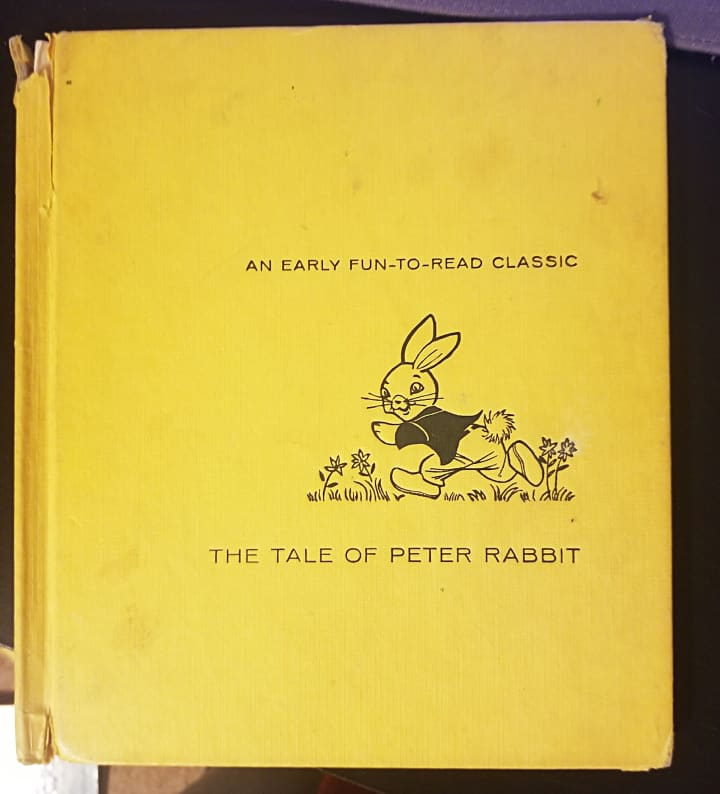 AN EARLY FUN-TO-READ CLASSIC
THE TALE OF PETER RABBIT